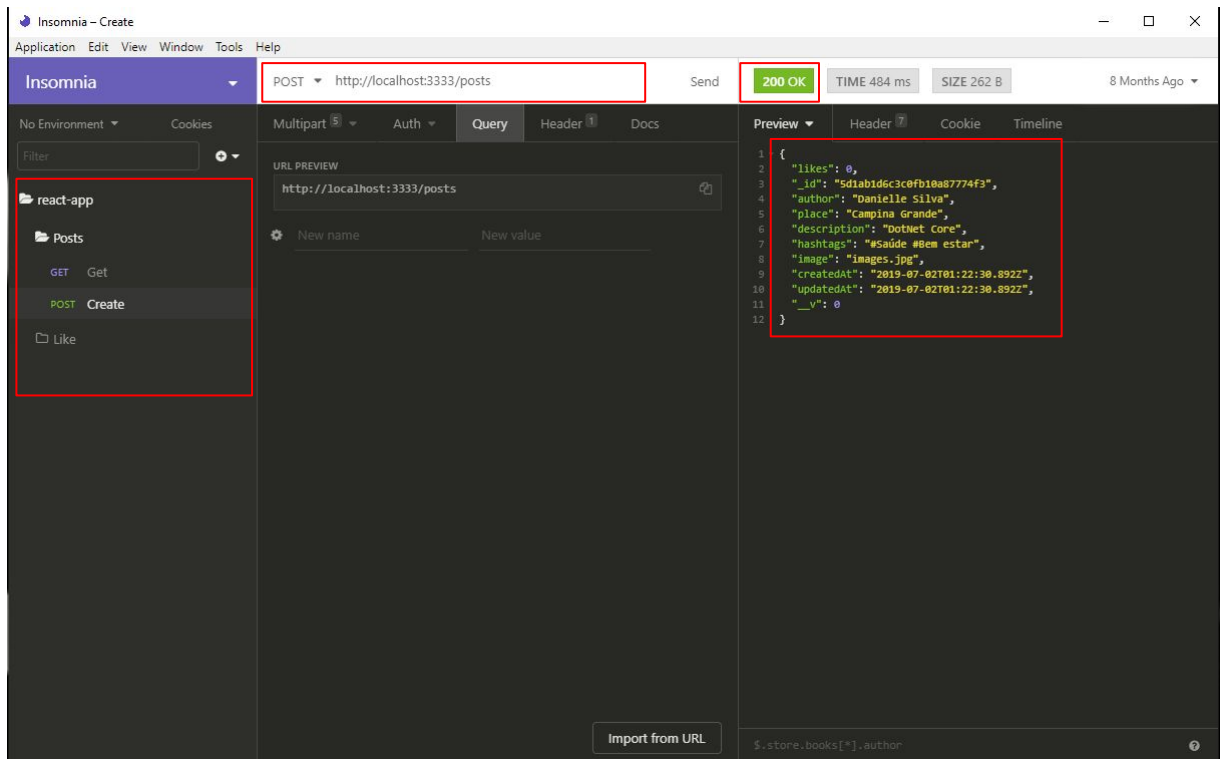 Insomnia – Create
Application Edit View Window Tools Help
Insomnia
POST http://localhost:3333/posts Send
200 OK TIME 484 ms SIZE 262 B 8 Months Ago
No Environment Cookies
Multipart 5 Auth Query Header 1 Docs
Preview Header 7 Cookie Timeline
Filter
URL PREVIEW
http://localhost:3333/posts
New name New value
react-app
Posts
GET Get
POST Create
Like
1 {
2 "likes": 0,
3 "_id": "5d1ab1d6c3c0fb10a87774f3",
4 "author": "Danielle Silva",
5 "place": "Campina Grande",
6 "description": "DotNet Core",
7 "hashtags": "#Saúde #Bem estar",
8 "image": "images.jpg",
9 "createdAt": "2019-07-02T01:22:30.892Z",
10 "updatedAt": "2019-07-02T01:22:30.892Z",
11 "__v": 0
12 }
Import from URL
$.store.books[*].author